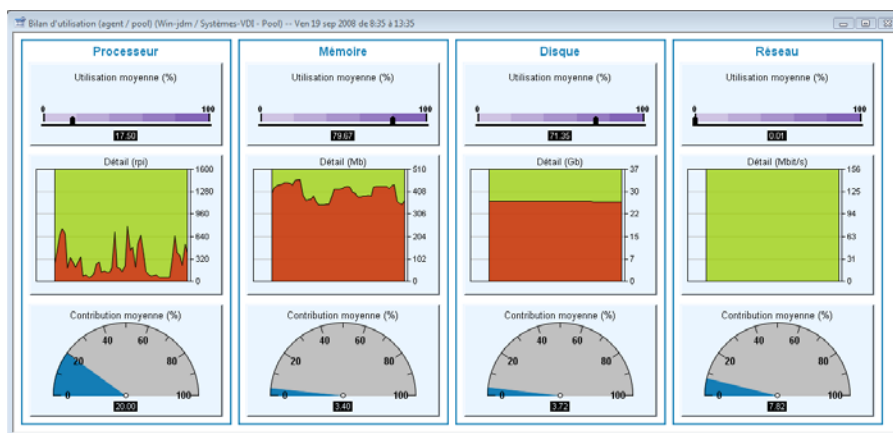 Bilan d'utilisation (agent / pool) (Win-jdm / Systèmes-VDI - Pool) -- Ven 19 sep 2008 de 8:35 à 13:35
Processeur
Utilisation moyenne (%)
0 100
17.50
Détail (rpi)
1600
1280
960
640
320
0
Contribution moyenne (%)
0 20 40 60 80 100
20.00
Mémoire
Utilisation moyenne (%)
0 100
79.67
Détail (Mb)
510
408
306
204
102
0
Contribution moyenne (%)
0 20 40 60 80 100
3.40
Disque
Utilisation moyenne (%)
0 100
71.35
Détail (Gb)
37
30
22
15
7
0
Contribution moyenne (%)
0 20 40 60 80 100
3.72
Réseau
Utilisation moyenne (%)
0 100
0.01
Détail (Mbit/s)
156
125
94
63
31
0
Contribution moyenne (%)
0 20 40 60 80 100
7.82